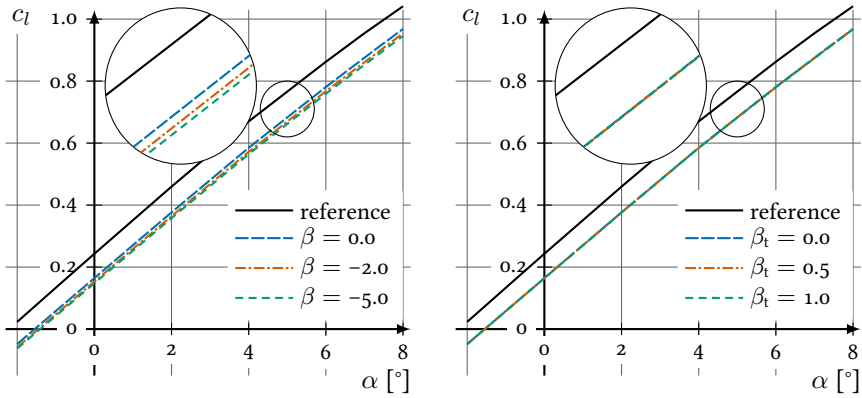 c_l
1.0
0.8
0.6
0.4
0.2
0
0 2 4 6 8
α [°]
reference
β = 0.0
β = −2.0
β = −5.0
c_l
1.0
0.8
0.6
0.4
0.2
0
0 2 4 6 8
α [°]
reference
β_t = 0.0
β_t = 0.5
β_t = 1.0